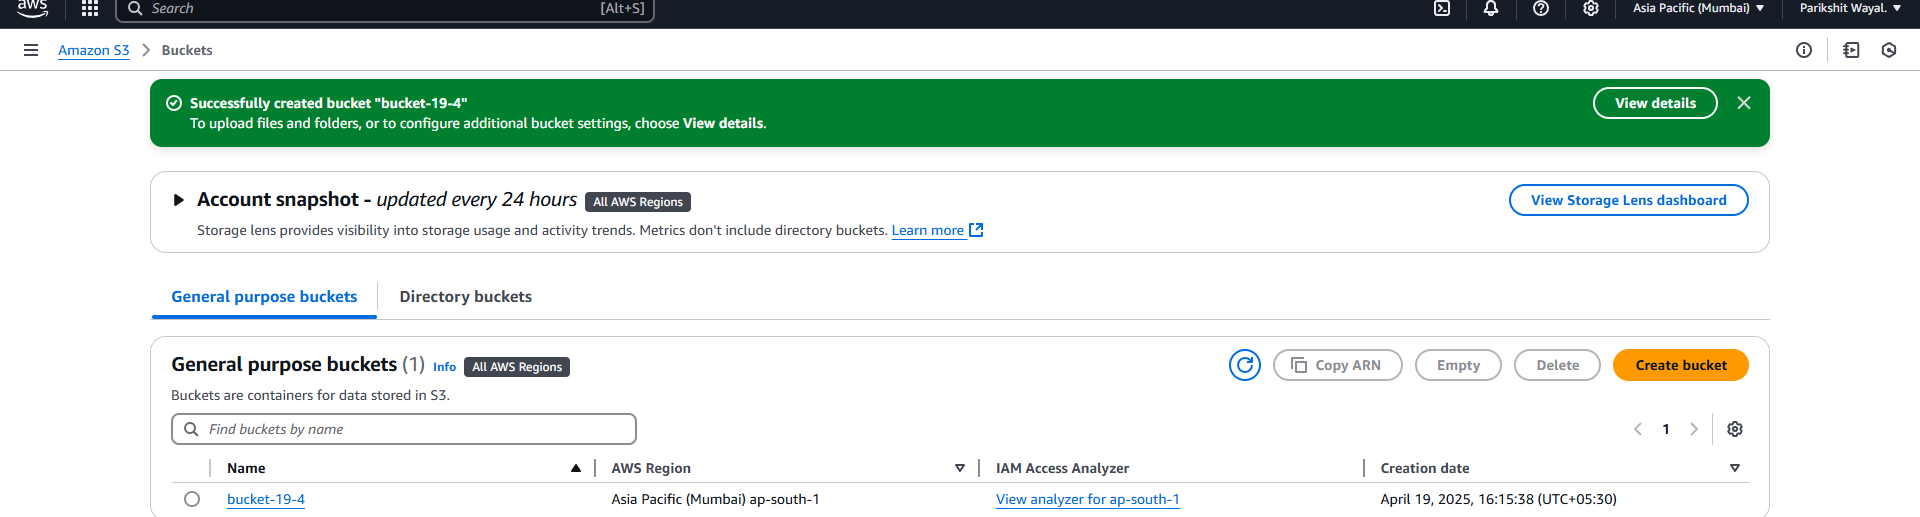 aws Search [Alt+S] Asia Pacific (Mumbai) Parikshit Wayal.
Amazon S3 Buckets
Successfully created bucket "bucket-19-4"
To upload files and folders, or to configure additional bucket settings, choose View details.
View details
Account snapshot - updated every 24 hours All AWS Regions
View Storage Lens dashboard
Storage lens provides visibility into storage usage and activity trends. Metrics don't include directory buckets. Learn more
General purpose buckets Directory buckets
General purpose buckets (1) Info All AWS Regions
Copy ARN Empty Delete Create bucket
Buckets are containers for data stored in S3.
Find buckets by name
1
Name AWS Region IAM Access Analyzer Creation date
bucket-19-4 Asia Pacific (Mumbai) ap-south-1 View analyzer for ap-south-1 April 19, 2025, 16:15:38 (UTC+05:30)